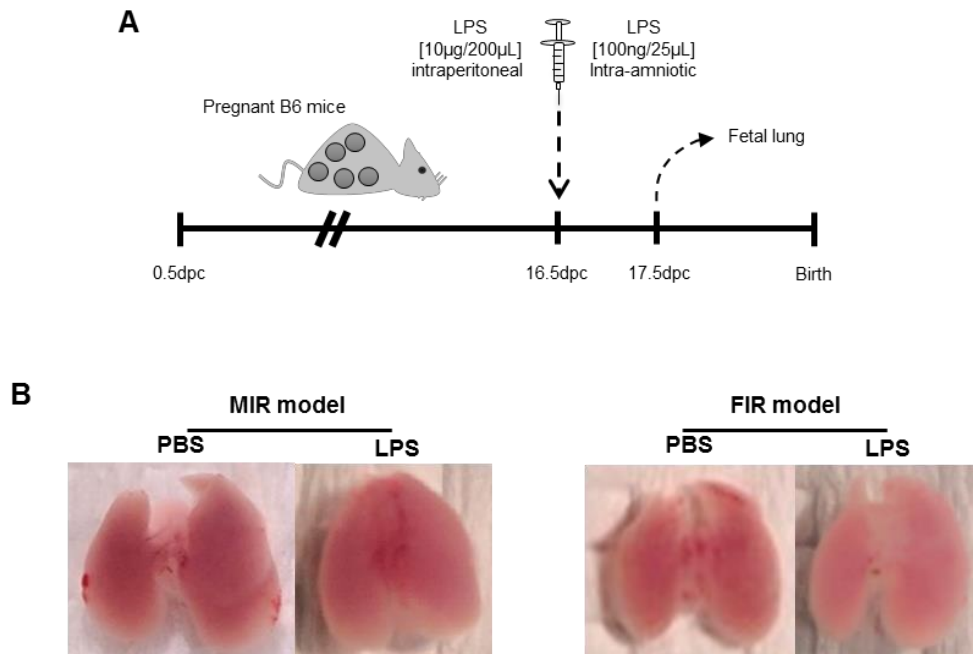 A
LPS
[10µg/200µL]
intraperitoneal
LPS
[100ng/25µL]
Intra-amniotic
Pregnant B6 mice
Fetal lung
0.5dpc
16.5dpc
17.5dpc
Birth
B
MIR model
PBS
LPS
FIR model
PBS
LPS